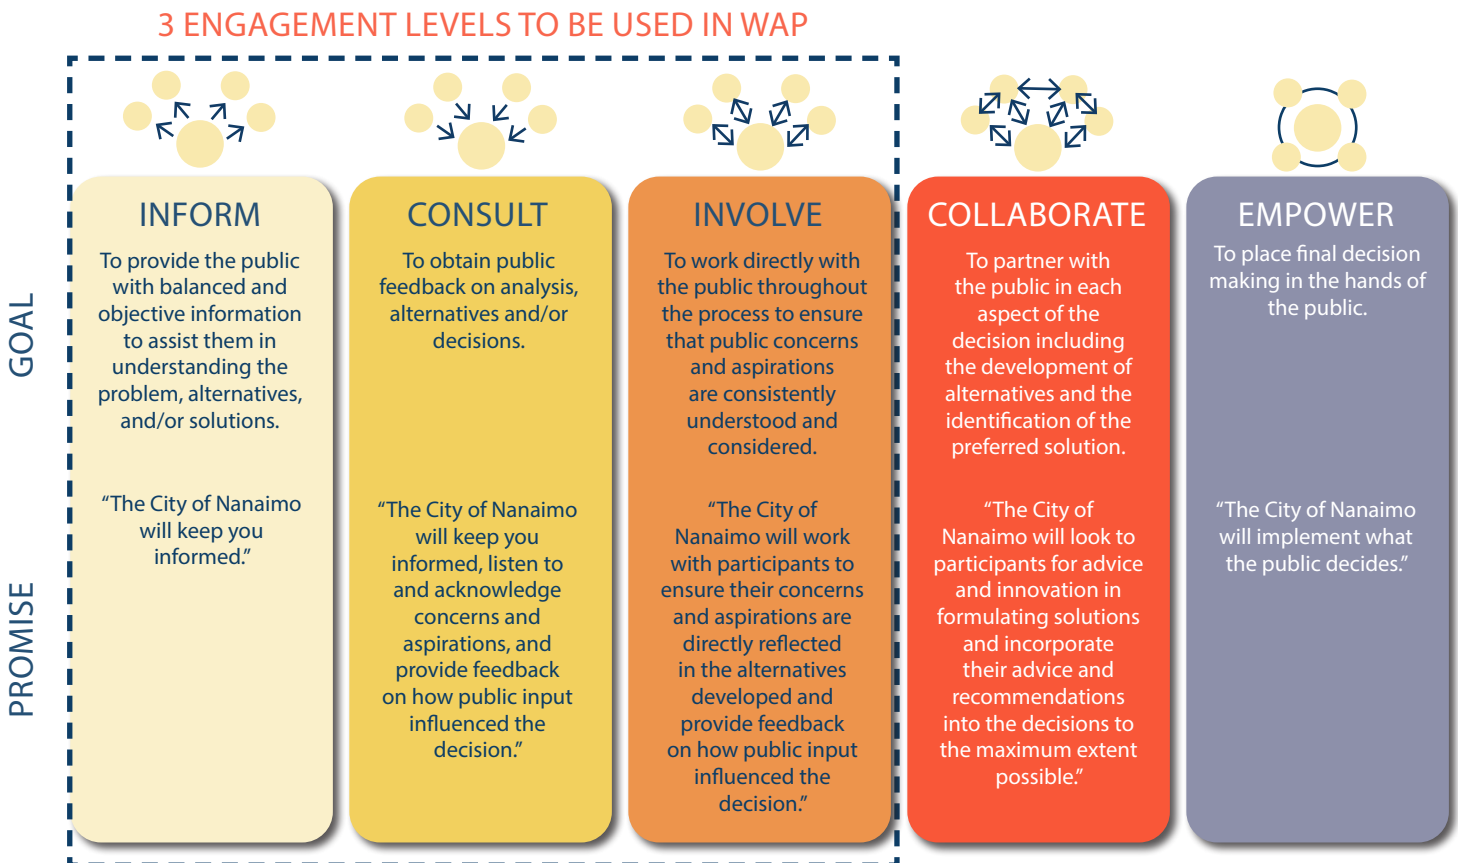 3 ENGAGEMENT LEVELS TO BE USED IN WAP
GOAL
PROMISE
INFORM
To provide the public
with balanced and
objective information
to assist them in
understanding the
problem, alternatives,
and/or solutions.
“The City of Nanaimo
will keep you
informed.”
CONSULT
To obtain public
feedback on analysis,
alternatives and/or
decisions.
“The City of Nanaimo
will keep you
informed, listen to
and acknowledge
concerns and
aspirations, and
provide feedback
on how public input
influenced the
decision.”
INVOLVE
To work directly with
the public throughout
the process to ensure
that public concerns
and aspirations
are consistently
understood and
considered.
“The City of
Nanaimo will work
with participants to
ensure their concerns
and aspirations are
directly reflected
in the alternatives
developed and
provide feedback
on how public input
influenced the
decision.”
COLLABORATE
To partner with
the public in each
aspect of the
decision including
the development of
alternatives and the
identification of the
preferred solution.
“The City of
Nanaimo will look to
participants for advice
and innovation in
formulating solutions
and incorporate
their advice and
recommendations
into the decisions to
the maximum extent
possible.”
EMPOWER
To place final decision
making in the hands of
the public.
“The City of Nanaimo
will implement what
the public decides.”